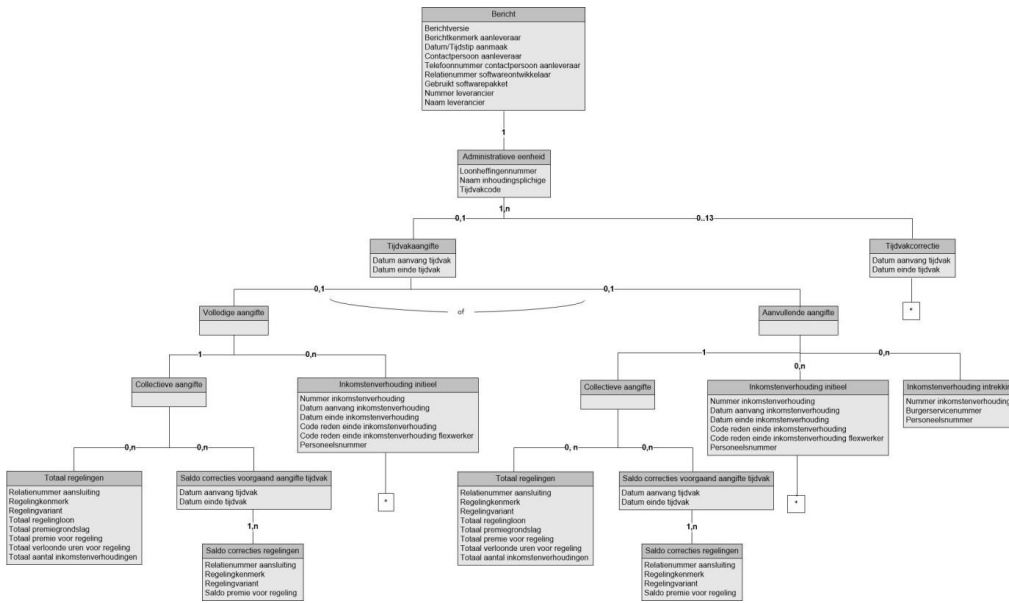 Bericht
Berichtversie
Berichtkenmerk aanleveraar
Datum/Tijdstip aanmaak
Contactpersoon aanleveraar
Telefoonnummer contactpersoon aanleveraar
Relatienummer softwareontwikkelaar
Gebruikt softwarepakket
Nummer leverancier
Naam leverancier
1
Administratieve eenheid
Loonheffingennummer
Naam inhoudingsplichige
Tijdvakcode
1,n
0,1
0..13
Tijdvakaangifte
Datum aanvang tijdvak
Datum einde tijdvak
Tijdvakcorrectie
Datum aanvang tijdvak
Datum einde tijdvak
*
0,1
of
0,1
Volledige aangifte
Aanvullende aangifte
1
0,n
Collectieve aangifte
Inkomstenverhouding initieel
Nummer inkomstenverhouding
Datum aanvang inkomstenverhouding
Datum einde inkomstenverhouding
Code reden einde inkomstenverhouding
Code reden einde inkomstenverhouding flexwerker
Personeelsnummer
*
0,n
0,n
Totaal regelingen
Relatienummer aansluiting
Regelingkenmerk
Regelingvariant
Totaal regelingloon
Totaal premiegrondslag
Totaal premie voor regeling
Totaal verloonde uren voor regeling
Totaal aantal inkomstenverhoudingen
Saldo correcties voorgaand aangifte tijdvak
Datum aanvang tijdvak
Datum einde tijdvak
1,n
Saldo correcties regelingen
Relatienummer aansluiting
Regelingkenmerk
Regelingvariant
Saldo premie voor regeling
1
0,n
0,n
Collectieve aangifte
Inkomstenverhouding initieel
Nummer inkomstenverhouding
Datum aanvang inkomstenverhouding
Datum einde inkomstenverhouding
Code reden einde inkomstenverhouding
Code reden einde inkomstenverhouding flexwerker
Personeelsnummer
*
Inkomstenverhouding intrekkin
Nummer inkomstenverhouding
Burgerservicenummer
Personeelsnummer
0, n
0,n
Totaal regelingen
Relatienummer aansluiting
Regelingkenmerk
Regelingvariant
Totaal regelingloon
Totaal premiegrondslag
Totaal premie voor regeling
Totaal verloonde uren voor regeling
Totaal aantal inkomstenverhoudingen
Saldo correcties voorgaand aangifte tijdvak
Datum aanvang tijdvak
Datum einde tijdvak
1,n
Saldo correcties regelingen
Relatienummer aansluiting
Regelingkenmerk
Regelingvariant
Saldo premie voor regeling